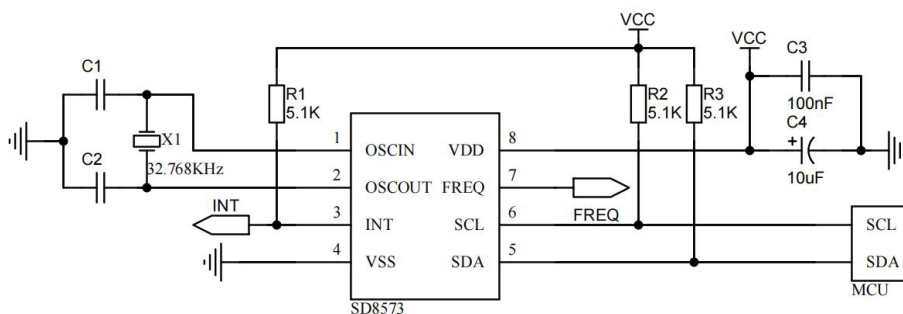 VCC
VCC
C1
C3
R1
5.1K
R2
5.1K
R3
5.1K
100nF
X1
32.768KHz
C2
C4
+
10uF
1
OSCIN
VDD
8
2
OSCOUT
FREQ
7
FREQ
INT
3
INT
SCL
6
SCL
4
VSS
SDA
5
SDA
SD8573
MCU